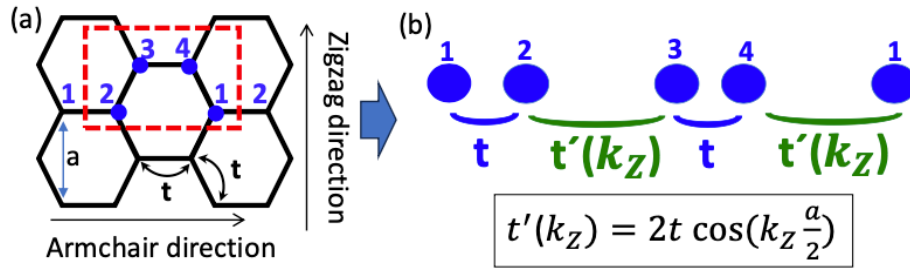 (a)
3 4
1 2 1 2
a
t
t
Armchair direction
Zigzag direction
(b)
1 2 3 4 1
t t′(k_Z) t t′(k_Z)
t′(k_Z) = 2t cos(k_Z a/2)